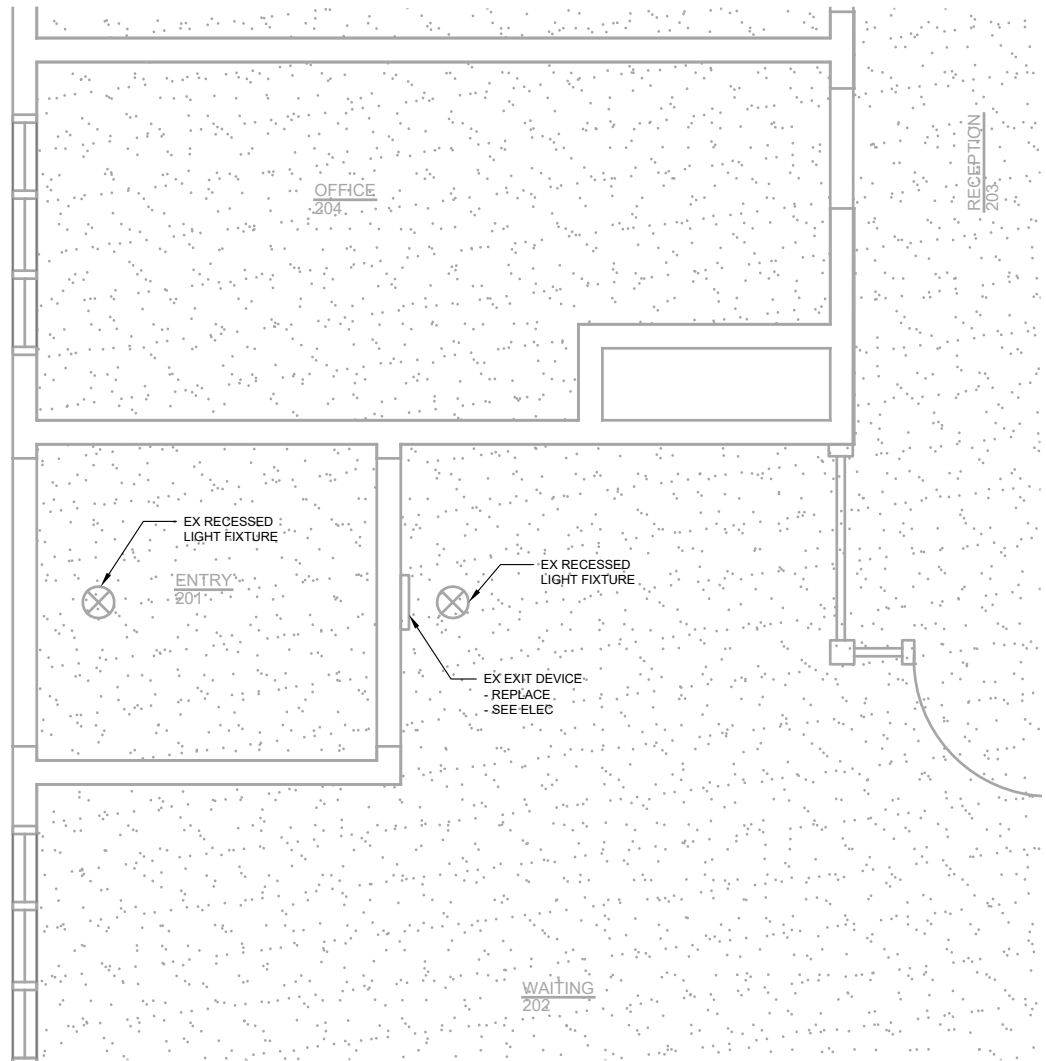 OFFICE
204
RECEPTION
203
EX RECESSED
LIGHT FIXTURE
ENTRY
201
EX RECESSED
LIGHT FIXTURE
EX EXIT DEVICE
- REPLACE
- SEE ELEC
WAITING
202